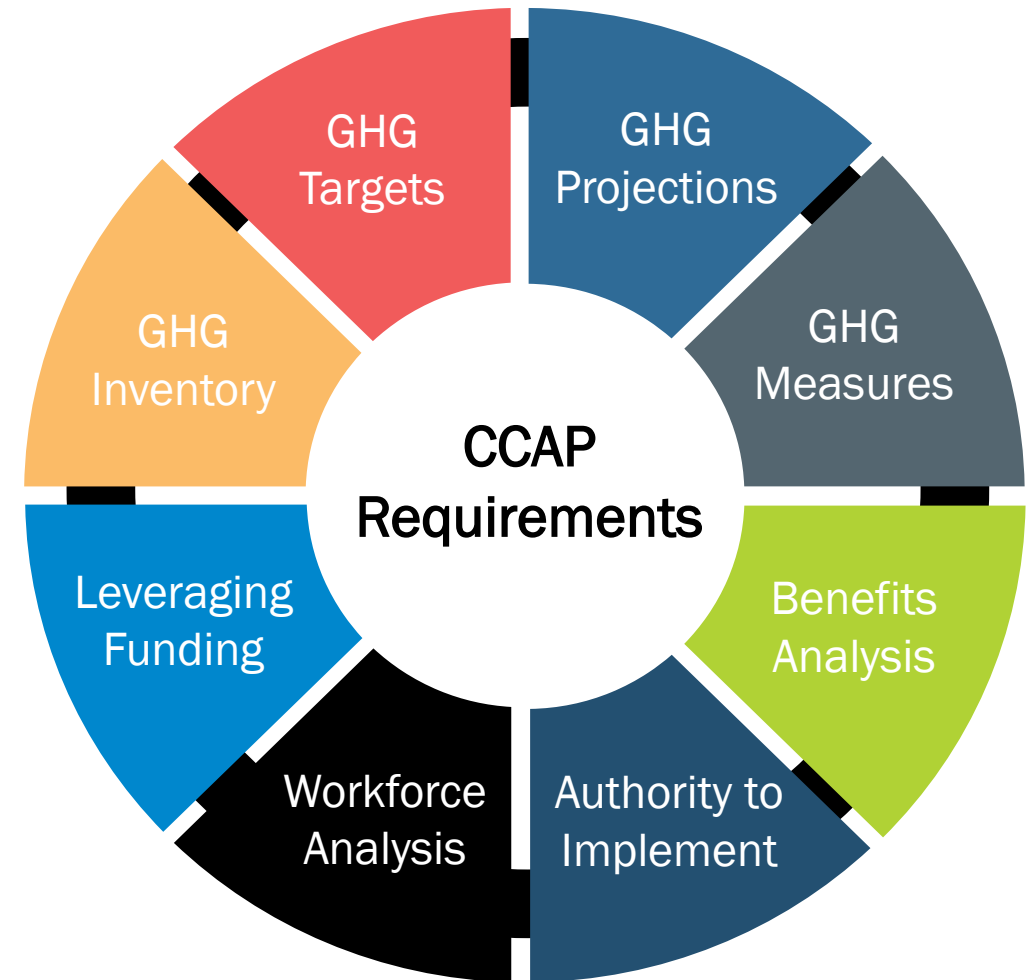 GHG
Targets
GHG
Projections
GHG
Inventory
GHG
Measures
CCAP
Requirements
Leveraging
Funding
Benefits
Analysis
Workforce
Analysis
Authority to
Implement